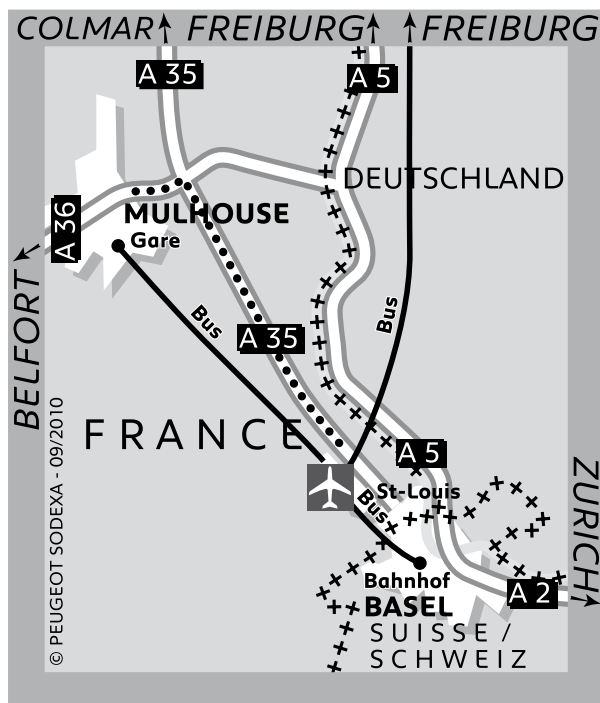 COLMAR FREIBURG FREIBURG
A 35
A 5
DEUTSCHLAND
A 36
MULHOUSE
Gare
BELFORT
Bus
Bus
A 35
FRANCE
A 5
St-Louis
Bus
ZURICH
Bahnhof
A 2
BASEL
SUISSE /
SCHWEIZ
© PEUGEOT SODEXA - 09/2010